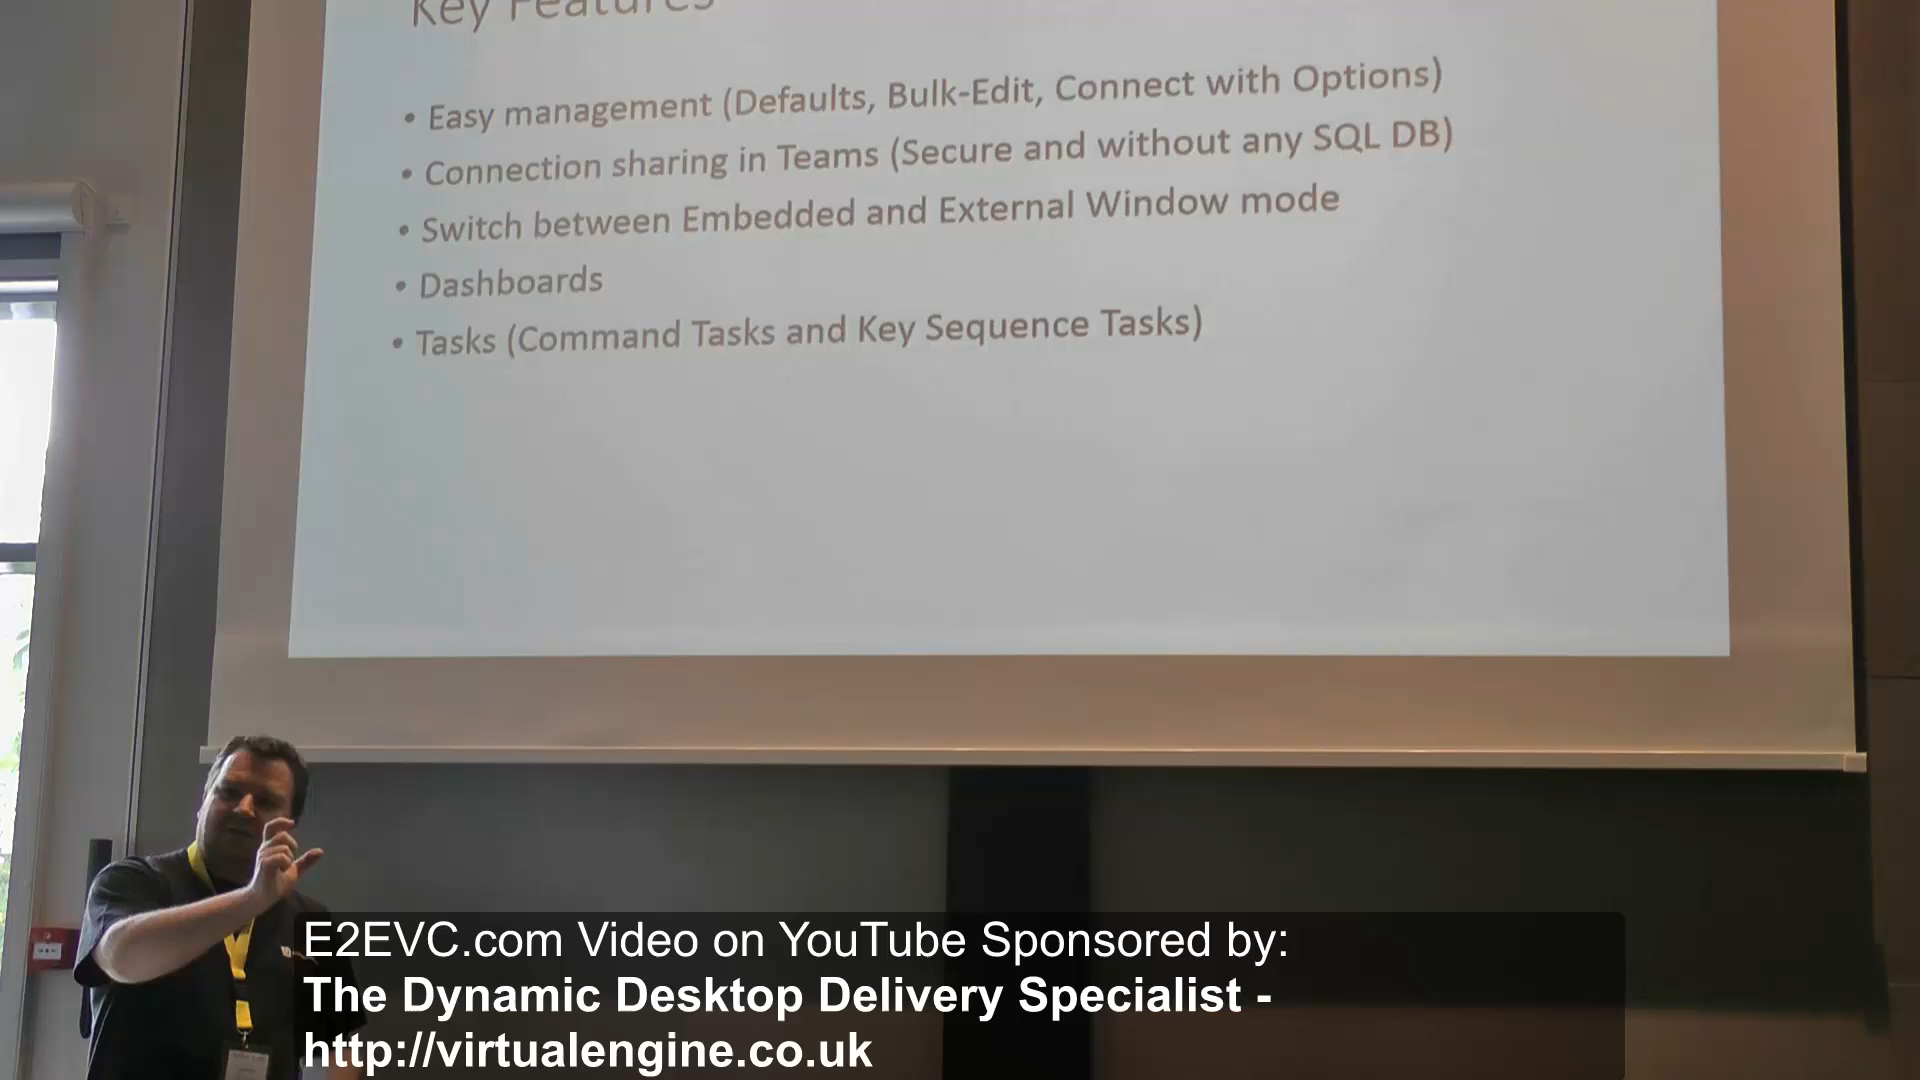 Key Features
• Easy management (Defaults, Bulk-Edit, Connect with Options)
• Connection sharing in Teams (Secure and without any SQL DB)
• Switch between Embedded and External Window mode
• Dashboards
• Tasks (Command Tasks and Key Sequence Tasks)
E2EVC.com Video on YouTube Sponsored by:
The Dynamic Desktop Delivery Specialist -
http://virtualengine.co.uk